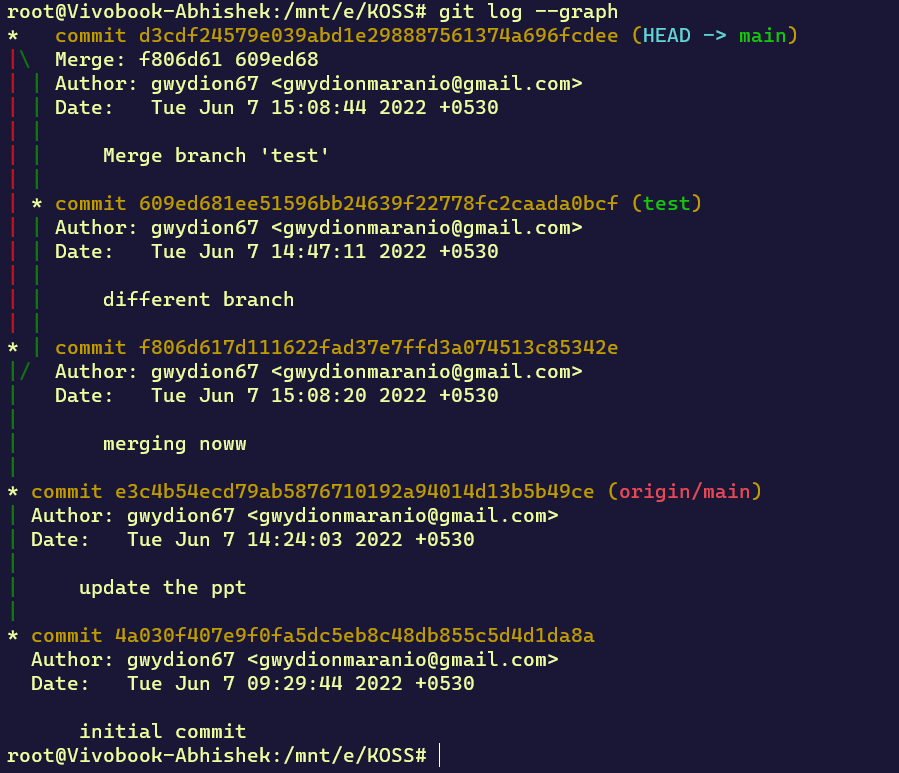 root@Vivobook-Abhishek:/mnt/e/KOSS# git log --graph
*   commit d3cdf24579e039abd1e298887561374a696fcdee (HEAD -> main)
|\  Merge: f806d61 609ed68
| | Author: gwydion67 <gwydionmaranio@gmail.com>
| | Date:   Tue Jun 7 15:08:44 2022 +0530
| |
| |     Merge branch 'test'
| |
| * commit 609ed681ee51596bb24639f22778fc2caada0bcf (test)
| | Author: gwydion67 <gwydionmaranio@gmail.com>
| | Date:   Tue Jun 7 14:47:11 2022 +0530
| |
| |     different branch
| |
* | commit f806d617d111622fad37e7ffd3a074513c85342e
|/  Author: gwydion67 <gwydionmaranio@gmail.com>
|   Date:   Tue Jun 7 15:08:20 2022 +0530
|
|       merging noww
|
* commit e3c4b54ecd79ab5876710192a94014d13b5b49ce (origin/main)
| Author: gwydion67 <gwydionmaranio@gmail.com>
| Date:   Tue Jun 7 14:24:03 2022 +0530
|
|     update the ppt
|
* commit 4a030f407e9f0fa5dc5eb8c48db855c5d4d1da8a
  Author: gwydion67 <gwydionmaranio@gmail.com>
  Date:   Tue Jun 7 09:29:44 2022 +0530

      initial commit
root@Vivobook-Abhishek:/mnt/e/KOSS#